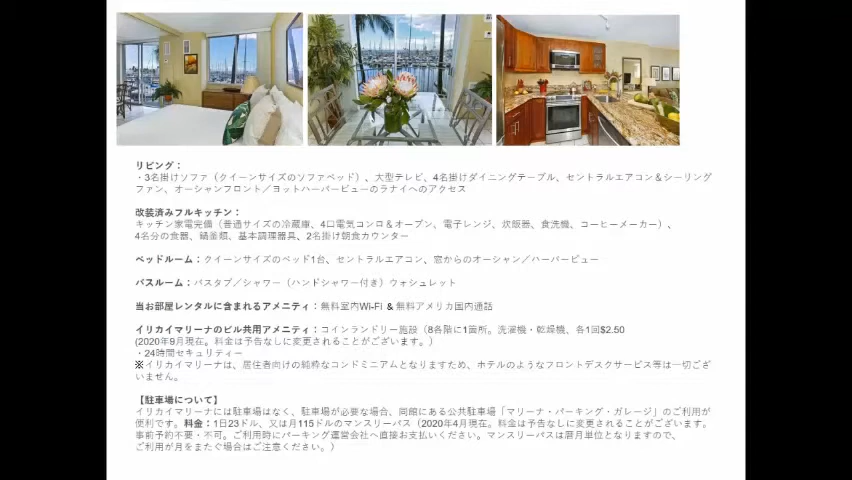 リビング：
・3名掛けソファ（クイーンサイズのソファベッド）、大型テレビ、4名掛けダイニングテーブル、セントラルエアコン＆シーリング
ファン、オーシャンフロント／ヨットハーバービューのラナイへのアクセス
改装済みフルキッチン：
キッチン家電完備（普通サイズの冷蔵庫、4口電気コンロ＆オーブン、電子レンジ、炊飯器、食洗機、コーヒーメーカー）、
4名分の食器、鍋釜類、基本調理器具、2名掛け朝食カウンター
ベッドルーム：クイーンサイズのベッド1台、セントラルエアコン、窓からのオーシャン／ハーバービュー
バスルーム：バスタブ／シャワー（ハンドシャワー付き）ウォシュレット
当お部屋レンタルに含まれるアメニティ：無料室内Wi-Fi & 無料アメリカ国内通話
イリカイマリーナのビル共用アメニティ：コインランドリー施設（8各階に1箇所。洗濯機・乾燥機、各1回$2.50
(2020年9月現在。料金は予告なしに変更されることがございます。）
・24時間セキュリティー
※イリカイマリーナは、居住者向けの純粋なコンドミニアムとなりますため、ホテルのようなフロントデスクサービス等は一切ござ
いません。
【駐車場について】
イリカイマリーナには駐車場はなく、駐車場が必要な場合、同館にある公共駐車場「マリーナ・パーキング・ガレージ」のご利用が
便利です。料金：1日23ドル、又は月115ドルのマンスリーパス（2020年4月現在。料金は予告なしに変更されることがございます。
事前予約不要・不可。ご利用時にパーキング運営会社へ直接お支払いください。マンスリーパスは暦月単位となりますので、
ご利用が月をまたぐ場合はご注意ください。）